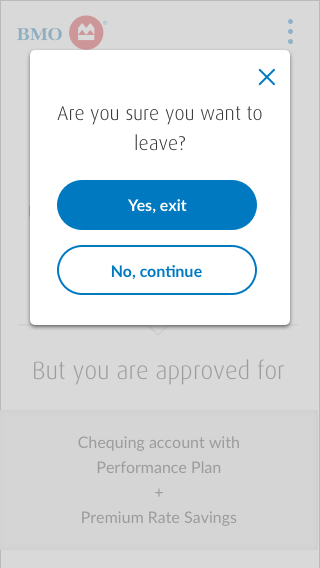 BMO
Are you sure you want to
leave?
Yes, exit
No, continue
But you are approved for
Chequing account with
Performance Plan
+
Premium Rate Savings